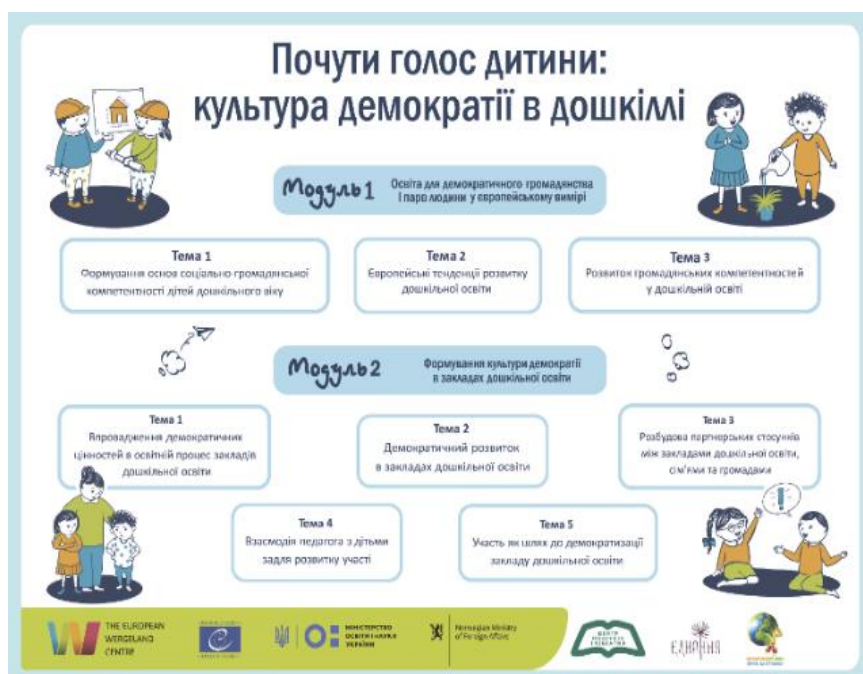 Почути голос дитини:
культура демократії в дошкіллі
Модуль 1
Освіта для демократичного громадянства
і парв людини у європейському вимірі
Тема 1
Формування основ соціально громадянської
компетентності дітей дошкільного віку
Тема 2
Європейські тенденції розвитку
дошкільної освіти
Тема 3
Розвиток громадянських компетентностей
у дошкільній освіті
Модуль 2
Формування культури демократії
в закладах дошкільної освіти
Тема 1
Впровадження демократичних
цінностей в освітній процес закладів
дошкільної освіти
Тема 2
Демократичний розвиток
в закладах дошкільної освіти
Тема 3
Розбудова партнерських стосунків
між закладами дошкільної освіти,
сім'ями та громадами
Тема 4
Взаємодія педагога з дітьми
задля розвитку участі
Тема 5
Участь як шлях до демократизації
закладу дошкільної освіти
THE EUROPEAN
WERGELAND
CENTRE
МІНІСТЕРСТВО
ОСВІТИ І НАУКИ
УКРАЇНИ
Norwegian Ministry
of Foreign Affairs
ЄДНАННЯ